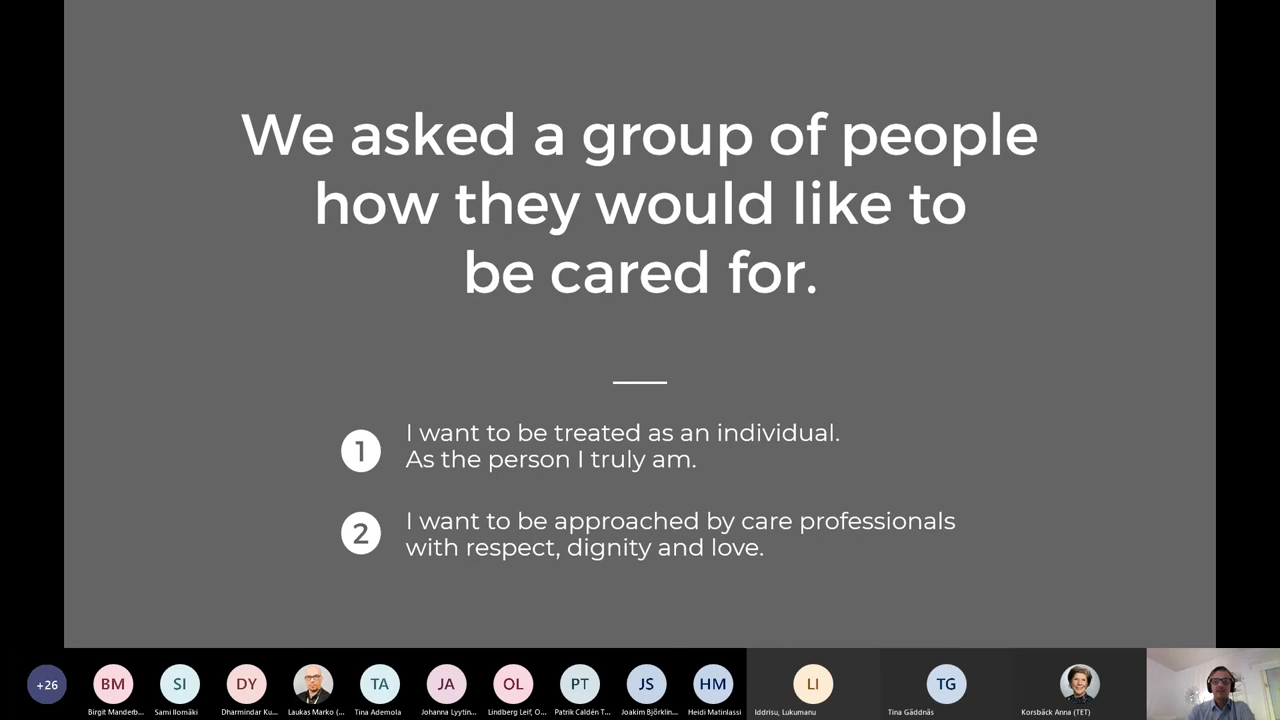 We asked a group of people
how they would like to
be cared for.
1
I want to be treated as an individual.
As the person I truly am.
2
I want to be approached by care professionals
with respect, dignity and love.
+26
BM
SI
DY
TA
JA
OL
PT
JS
HM
LI
TG
Birgit Manderb...
Sami Ilomäki
Dharmindar Ku...
Laukas Marko (...
Tina Ademola
Johanna Lyytin...
Lindberg Leif, O...
Patrik Caldén T...
Joakim Björklin...
Heidi Matinlassi
Iddrisu, Lukumanu
Tina Gäddnäs
Korsbäck Anna (TET)